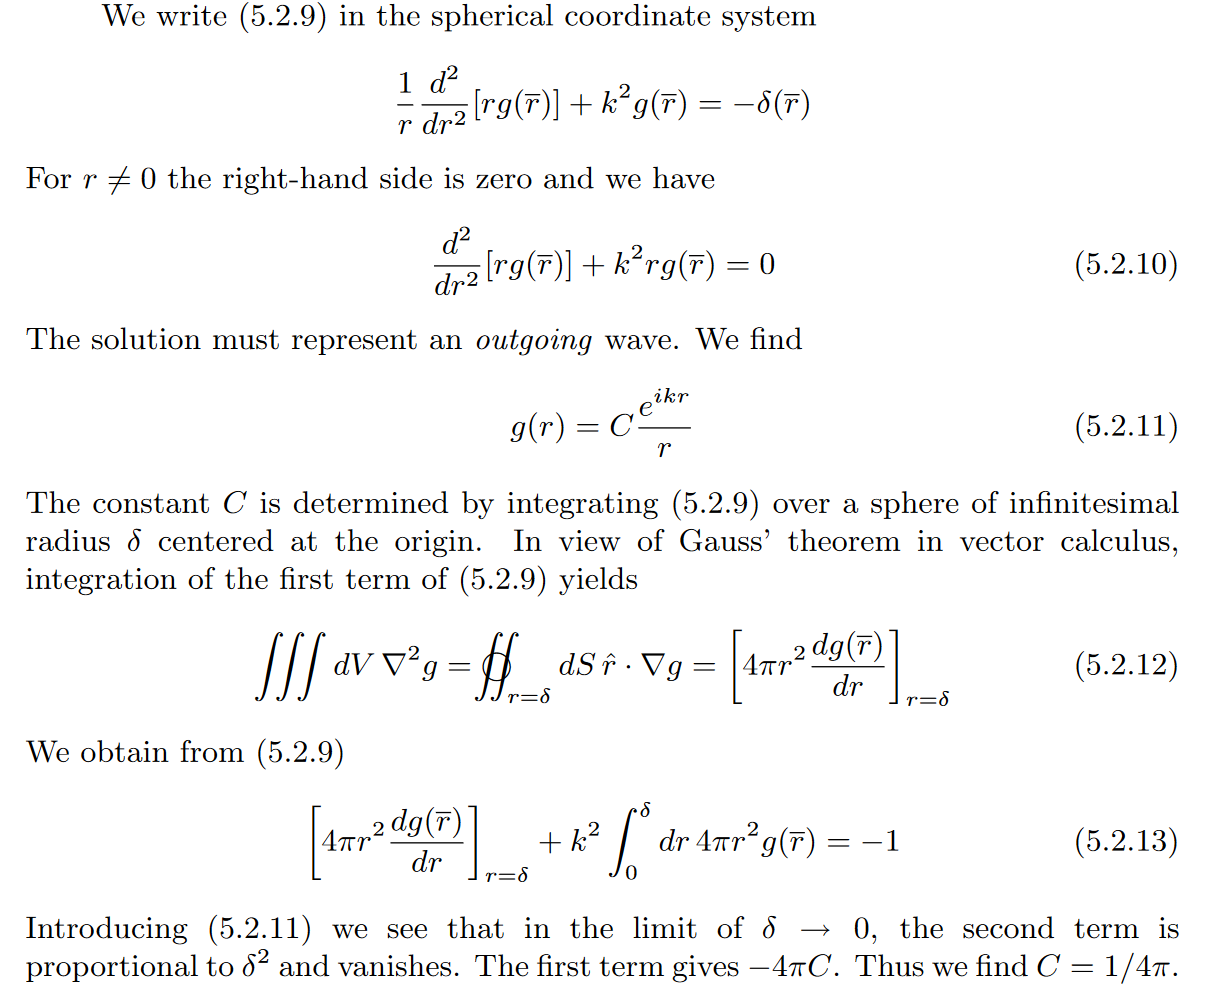 We write (5.2.9) in the spherical coordinate system
$\frac{1}{r}\frac{d^2}{dr^2}[rg(\overline{r})] + k^2 g(\overline{r}) = -\delta(\overline{r})$
For $r \neq 0$ the right-hand side is zero and we have
$\frac{d^2}{dr^2}[rg(\overline{r})] + k^2 rg(\overline{r}) = 0$ (5.2.10)
The solution must represent an outgoing wave. We find
$g(r) = C\frac{e^{ikr}}{r}$ (5.2.11)
The constant $C$ is determined by integrating (5.2.9) over a sphere of infinitesimal
radius $\delta$ centered at the origin. In view of Gauss' theorem in vector calculus,
integration of the first term of (5.2.9) yields
$\iiint dV\, \nabla^2 g = \oiint_{r=\delta} dS\, \hat{r} \cdot \nabla g = \left[4\pi r^2 \frac{dg(\overline{r})}{dr}\right]_{r=\delta}$ (5.2.12)
We obtain from (5.2.9)
$\left[4\pi r^2 \frac{dg(\overline{r})}{dr}\right]_{r=\delta} + k^2 \int_0^\delta dr\, 4\pi r^2 g(\overline{r}) = -1$ (5.2.13)
Introducing (5.2.11) we see that in the limit of $\delta \to 0$, the second term is
proportional to $\delta^2$ and vanishes. The first term gives $-4\pi C$. Thus we find $C = 1/4\pi$.